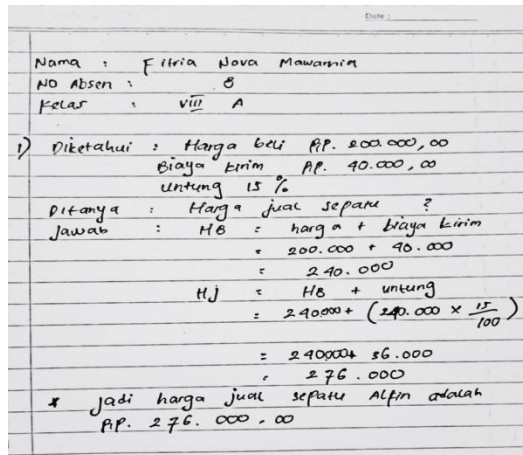 Date :
Nama : Fitria Nova Mawarnia
NO Absen : 8
Kelas : VIII A
1) Diketahui : Harga beli Rp. 200.000,00
Biaya kirim Rp. 40.000,00
Untung 15 %
Ditanya : Harga jual sepatu ?
Jawab : HB = harga + biaya kirim
= 200.000 + 40.000
= 240.000
HJ = HB + untung
= 240000 + (240.000 × 15/100)
= 240000 + 36.000
= 276.000
* Jadi harga jual sepatu Alfin adalah
Rp. 276.000,00